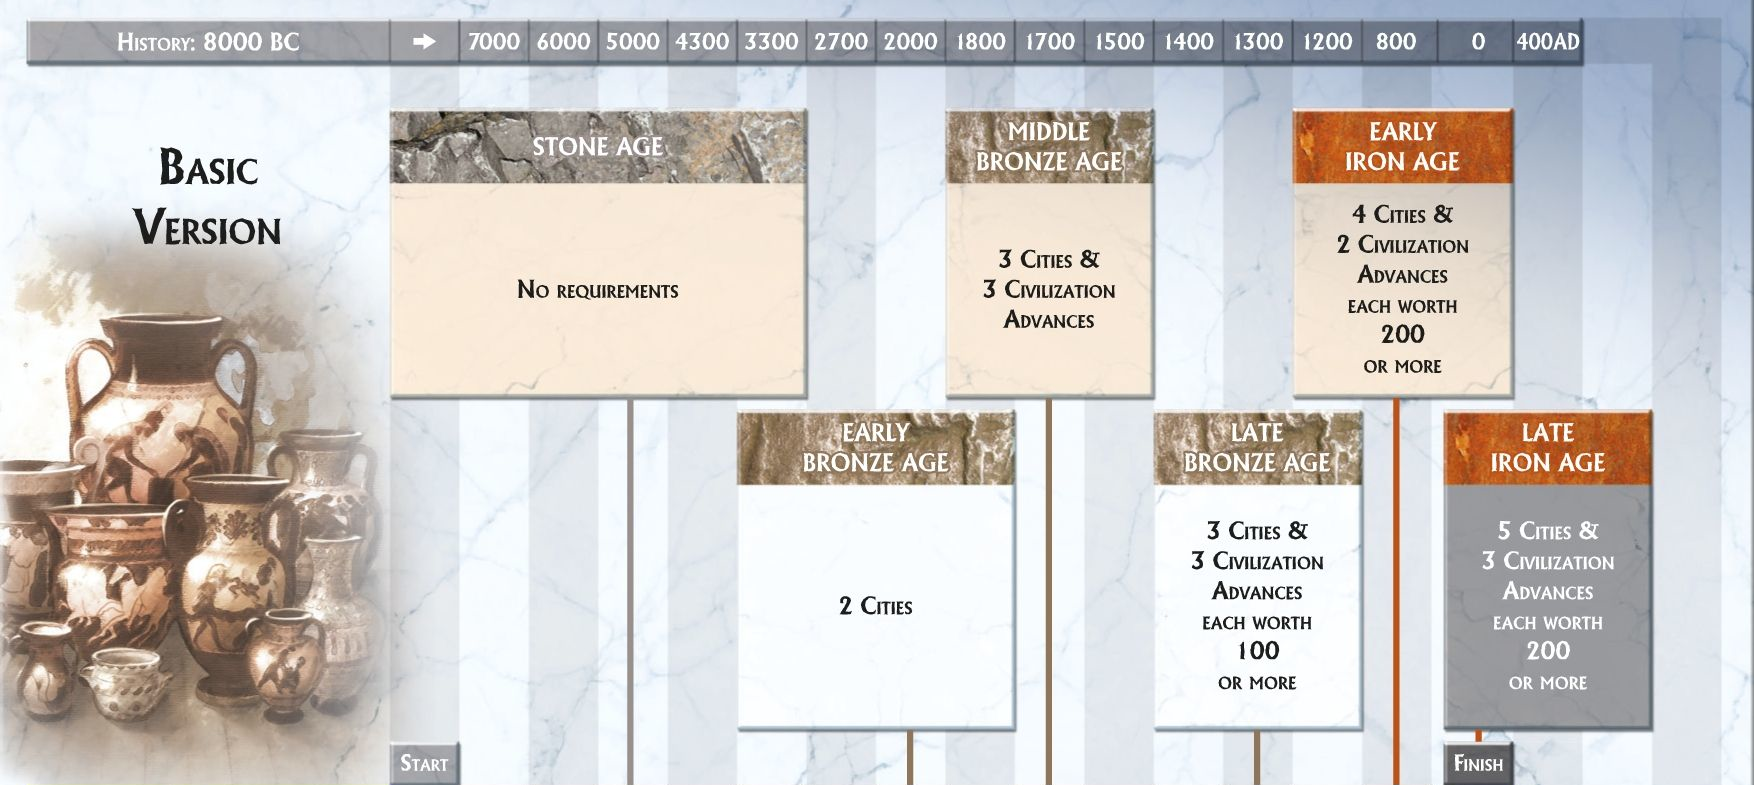 History: 8000 BC → 7000 6000 5000 4300 3300 2700 2000 1800 1700 1500 1400 1300 1200 800 0 400AD
Basic
Version
STONE AGE
No requirements
EARLY
BRONZE AGE
2 Cities
MIDDLE
BRONZE AGE
3 Cities &
3 Civilization
Advances
LATE
BRONZE AGE
3 Cities &
3 Civilization
Advances
each worth
100
or more
EARLY
IRON AGE
4 Cities &
2 Civilization
Advances
each worth
200
or more
LATE
IRON AGE
5 Cities &
3 Civilization
Advances
each worth
200
or more
Start
Finish